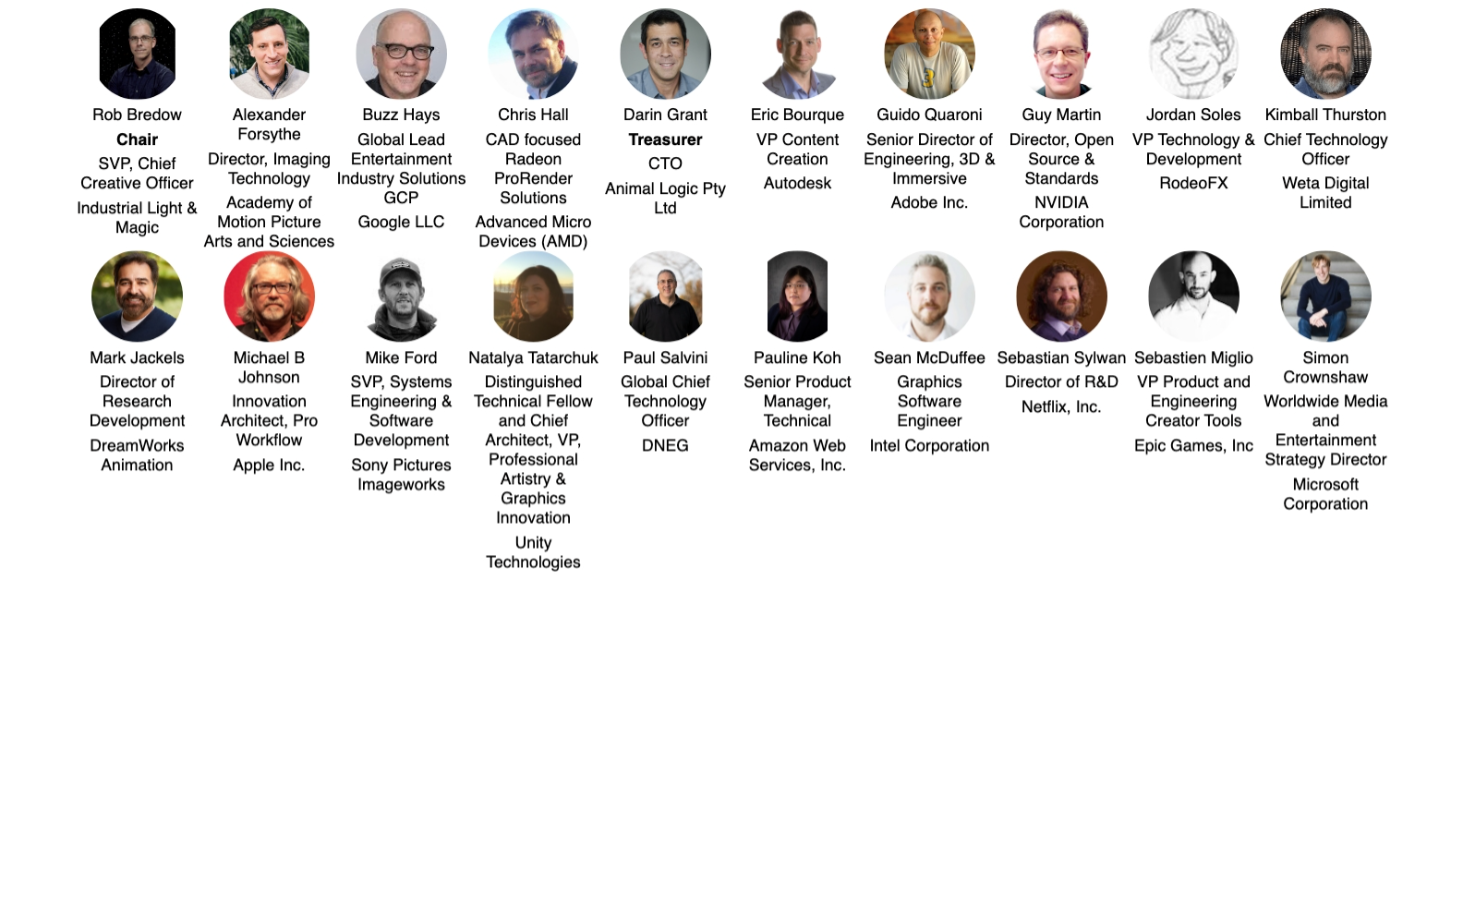 Rob Bredow
Chair
SVP, Chief
Creative Officer
Industrial Light &
Magic
Alexander
Forsythe
Director, Imaging
Technology
Academy of
Motion Picture
Arts and Sciences
Buzz Hays
Global Lead
Entertainment
Industry Solutions
GCP
Google LLC
Chris Hall
CAD focused
Radeon
ProRender
Solutions
Advanced Micro
Devices (AMD)
Darin Grant
Treasurer
CTO
Animal Logic Pty
Ltd
Eric Bourque
VP Content
Creation
Autodesk
Guido Quaroni
Senior Director of
Engineering, 3D &
Immersive
Adobe Inc.
Guy Martin
Director, Open
Source &
Standards
NVIDIA
Corporation
Jordan Soles
VP Technology &
Development
RodeoFX
Kimball Thurston
Chief Technology
Officer
Weta Digital
Limited
Mark Jackels
Director of
Research
Development
DreamWorks
Animation
Michael B
Johnson
Innovation
Architect, Pro
Workflow
Apple Inc.
Mike Ford
SVP, Systems
Engineering &
Software
Development
Sony Pictures
Imageworks
Natalya Tatarchuk
Distinguished
Technical Fellow
and Chief
Architect, VP,
Professional
Artistry &
Graphics
Innovation
Unity
Technologies
Paul Salvini
Global Chief
Technology
Officer
DNEG
Pauline Koh
Senior Product
Manager,
Technical
Amazon Web
Services, Inc.
Sean McDuffee
Graphics
Software
Engineer
Intel Corporation
Sebastian Sylwan
Director of R&D
Netflix, Inc.
Sebastien Miglio
VP Product and
Engineering
Creator Tools
Epic Games, Inc
Simon
Crownshaw
Worldwide Media
and
Entertainment
Strategy Director
Microsoft
Corporation